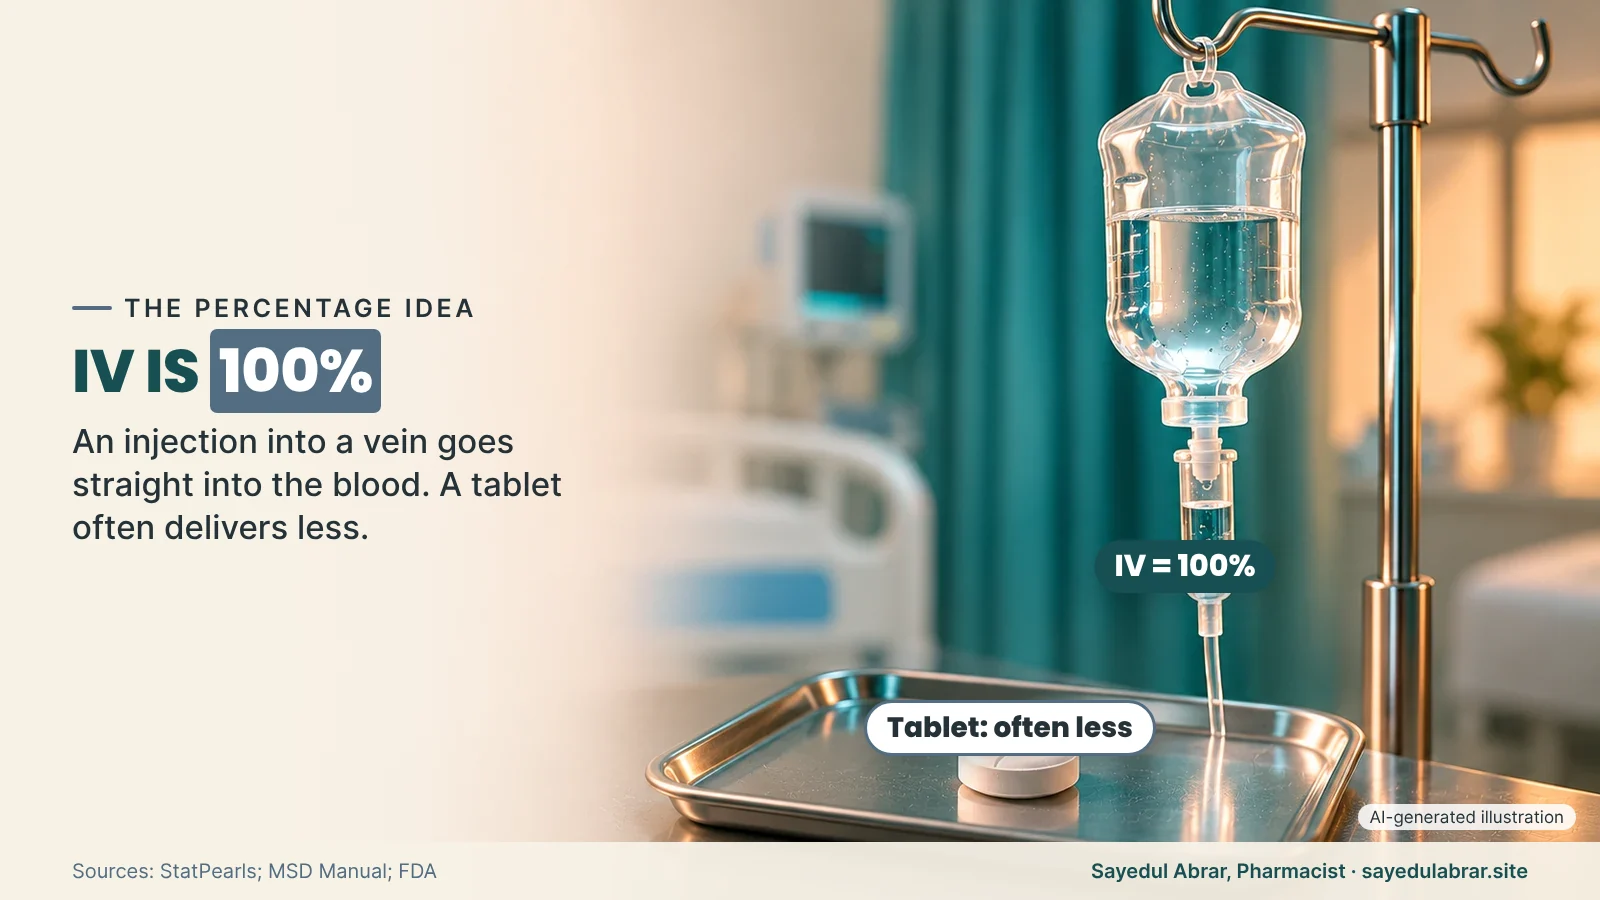 THE PERCENTAGE IDEA
IV IS 100%
An injection into a vein goes
straight into the blood. A tablet
often delivers less.
IV = 100%
Tablet: often less
AI-generated illustration
Sources: StatPearls; MSD Manual; FDA
Sayedul Abrar, Pharmacist · sayedulabrar.site